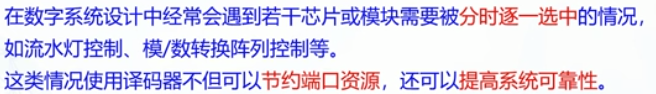 在数字系统设计中经常会遇到若干芯片或模块需要被分时逐一选中的情况，
如流水灯控制、模/数转换阵列控制等。
这类情况使用译码器不但可以节约端口资源，还可以提高系统可靠性。